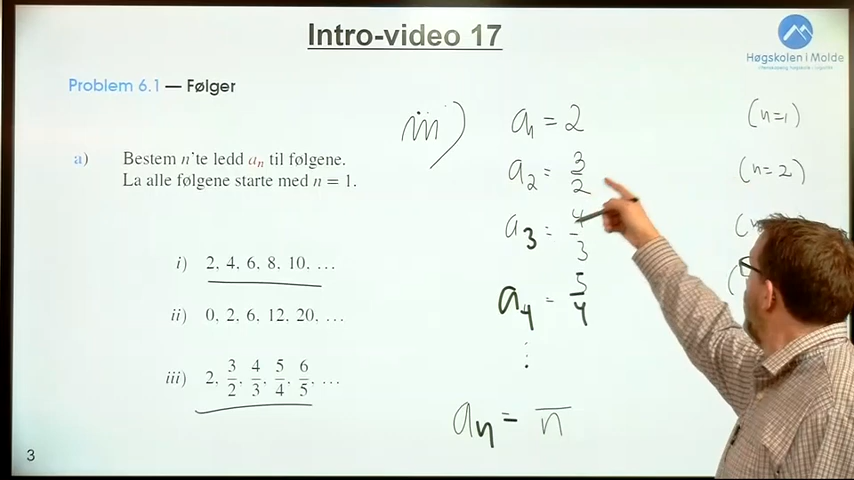 Intro-video 17
Høgskolen i Molde
Problem 6.1 — Følger
a) Bestem n'te ledd aₙ til følgene.
La alle følgene starte med n = 1.
i) 2, 4, 6, 8, 10, ...
ii) 0, 2, 6, 12, 20, ...
iii) 2, 3/2, 4/3, 5/4, 6/5, ...
3
iii)
a₁ = 2 (n=1)
a₂ = 3/2 (n=2)
a₃ = 4/3
a₄ = 5/4
⋮
aₙ = —/n